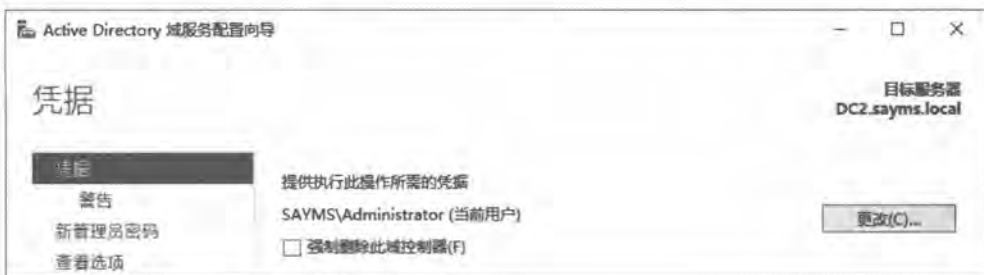 Active Directory 域服务配置向导
凭据
目标服务器
DC2.sayms.local
凭据
警告
新管理员密码
查看选项
提供执行此操作所需的凭据
SAYMS\Administrator (当前用户)
更改(C)...
强制删除此域控制器(F)